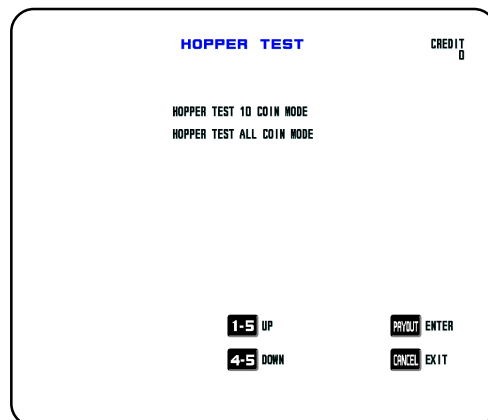 HOPPER TEST
CREDIT
0
HOPPER TEST 10 COIN MODE
HOPPER TEST ALL COIN MODE
1-5 UP
PAYOUT ENTER
4-5 DOWN
CANCEL EXIT